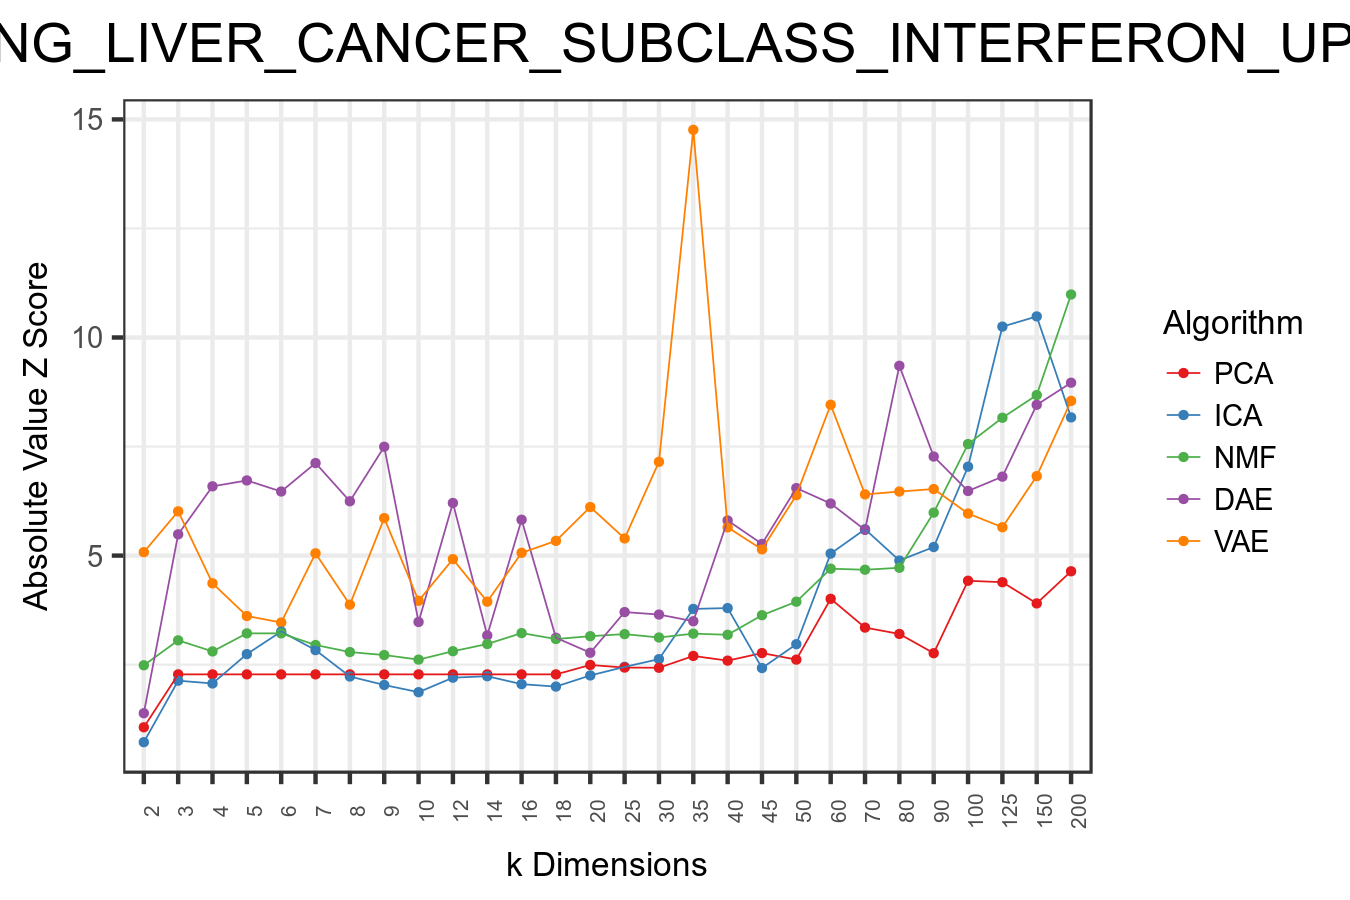 NG_LIVER_CANCER_SUBCLASS_INTERFERON_UP
15
10
5
Absolute Value Z Score
2 3 4 5 6 7 8 9 10 12 14 16 18 20 25 30 35 40 45 50 60 70 80 90 100 125 150 200
k Dimensions
Algorithm
PCA
ICA
NMF
DAE
VAE